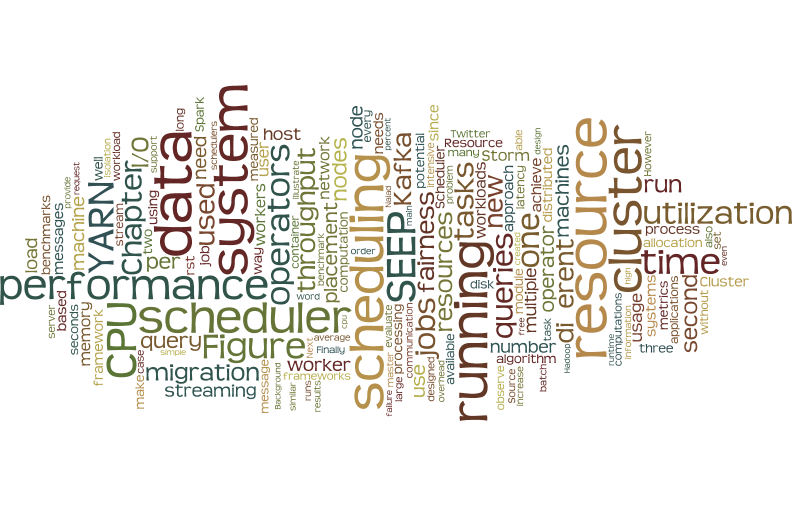 performance
data
system
scheduling
running
resource
cluster
scheduler
CPU
YARN
SEEP
Figure
time
utilization
operators
throughput
chapter
Kafka
queries
migration
used
I/O
per
query
jobs
tasks
fairness
resources
new
one
di erent
multiple
operator
second
run
number
worker
streaming
use
node
nodes
placement
host
need
job
using
two
way
workers
user
measured
Spark
long
schedulers
support
workload
Isolation
well
provide
request
stream
machine
messages
benchmarks
load
server
based
seconds
memory
framework
make
case
simple
rst
message
frameworks
Background
similar
runs
results
Next
word
average
Finally
cpu
container
benchmark
illustrate
network
computation
order
every
needs
percent
Naiad
main
potential
since
intensive
Scheduler
problem
Twitter
Resource
many
Storm
workloads
approach
latency
able
achieve
design
distributed
machines
module
created
free
disk
task
batch
algorithm
observe
source
increase
available
overhead
designed
communication
processing
large
master
evaluate
failure
Hadoop
runtime
computations
information
high
usage
systems
metrics
applications
without
Cluster
three
process
allocation
also
set
even
However